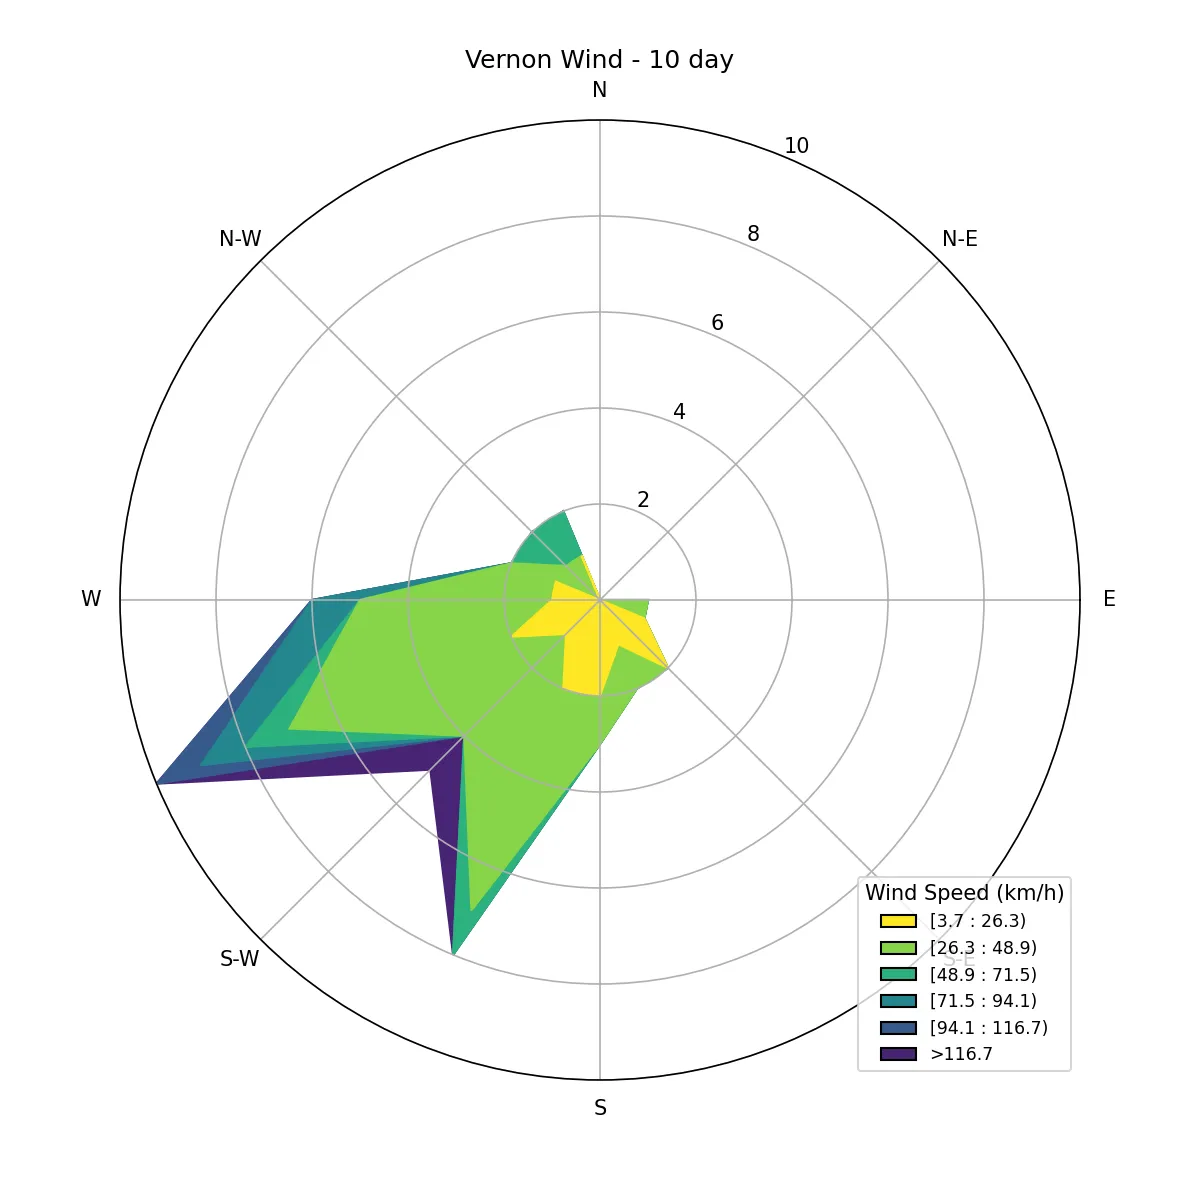 Vernon Wind - 10 day
N
10
N-W
N-E
8
6
4
2
W
E
Wind Speed (km/h)
[3.7 : 26.3)
[26.3 : 48.9)
S-W
S-E
[48.9 : 71.5)
[71.5 : 94.1)
[94.1 : 116.7)
>116.7
S